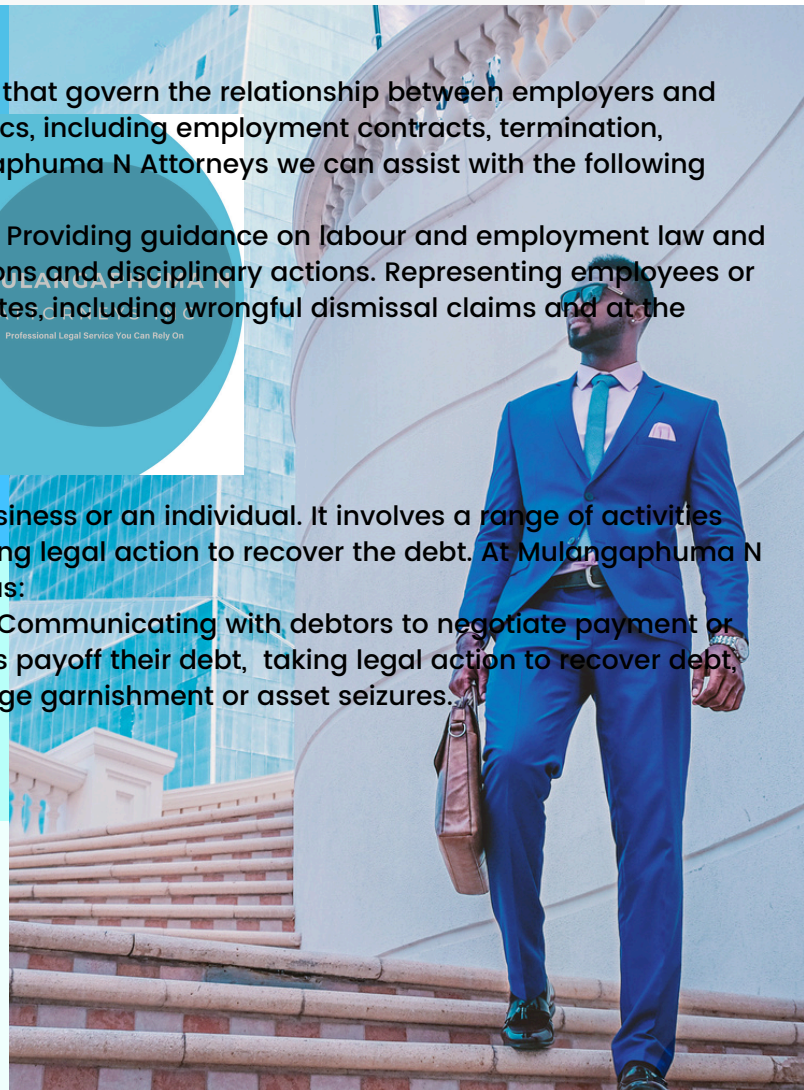 that govern the relationship between employers and
cs, including employment contracts, termination,
aphuma N Attorneys we can assist with the following
Providing guidance on labour and employment law and
ons and disciplinary actions. Representing employees or
tes, including wrongful dismissal claims and at the
ULANGAPHUMA N
ATTORNEYS INC
Professional Legal Service You Can Rely On
siness or an individual. It involves a range of activities
ng legal action to recover the debt. At Mulangaphuma N
as:
Communicating with debtors to negotiate payment or
s payoff their debt, taking legal action to recover debt,
ge garnishment or asset seizures.